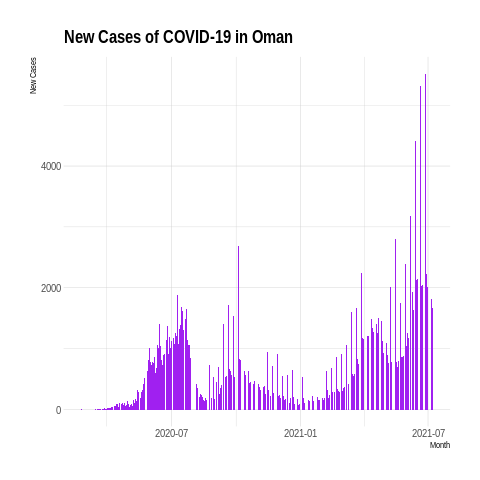 New Cases of COVID-19 in Oman
New Cases
4000
2000
0
2020-07
2021-01
2021-07
Month